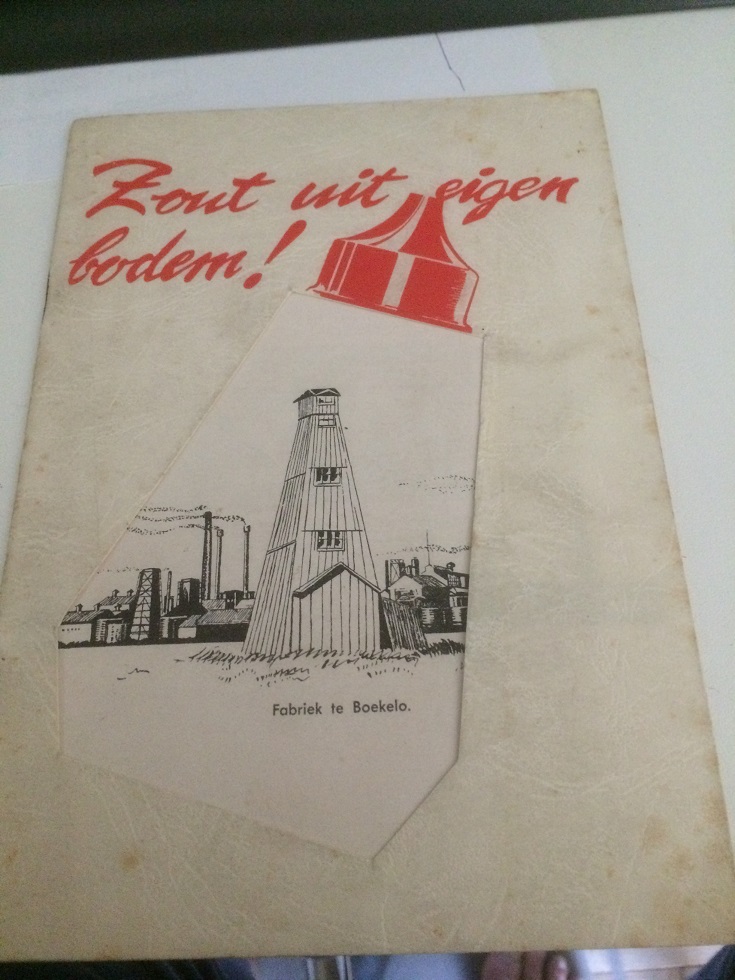 Zout uit eigen
bodem!
Fabriek te Boekelo.